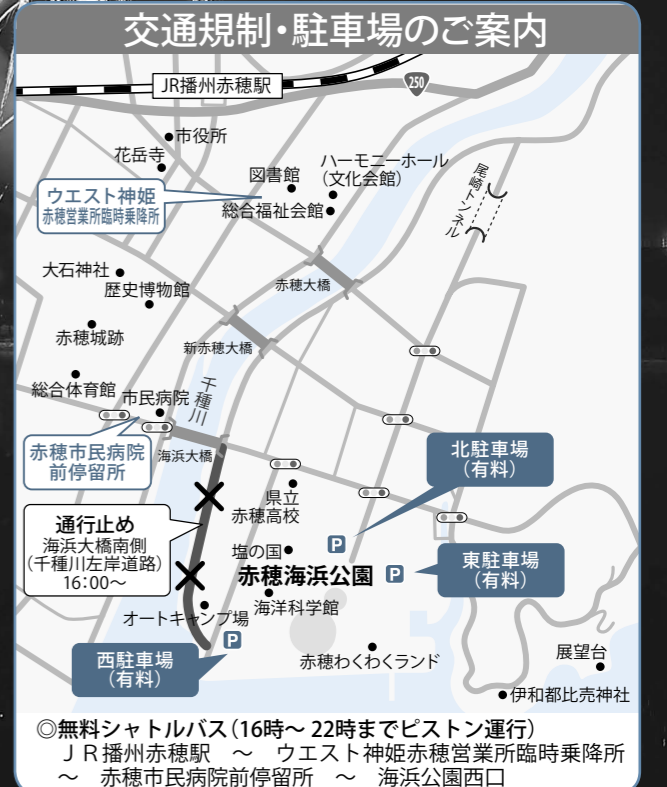 交通規制・駐車場のご案内
JR播州赤穂駅
250
市役所
花岳寺
図書館
ハーモニーホール
(文化会館)
総合福祉会館
尾崎トンネル
ウエスト神姫
赤穂営業所臨時乗降所
大石神社
歴史博物館
赤穂大橋
赤穂城跡
新赤穂大橋
総合体育館
市民病院
千種川
赤穂市民病院
前停留所
海浜大橋
北駐車場
(有料)
県立
赤穂高校
通行止め
海浜大橋南側
(千種川左岸道路)
16:00〜
塩の国
P
赤穂海浜公園
P
東駐車場
(有料)
海洋科学館
オートキャンプ場
P
西駐車場
(有料)
赤穂わくわくランド
展望台
伊和都比売神社
◎無料シャトルバス(16時〜 22時までピストン運行)
JR播州赤穂駅 〜 ウエスト神姫赤穂営業所臨時乗降所
〜 赤穂市民病院前停留所 〜 海浜公園西口